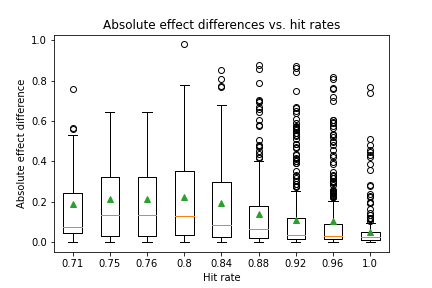 Absolute effect differences vs. hit rates
Absolute effect difference
1.0
0.8
0.6
0.4
0.2
0.0
0.71 0.75 0.76 0.8 0.84 0.88 0.92 0.96 1.0
Hit rate